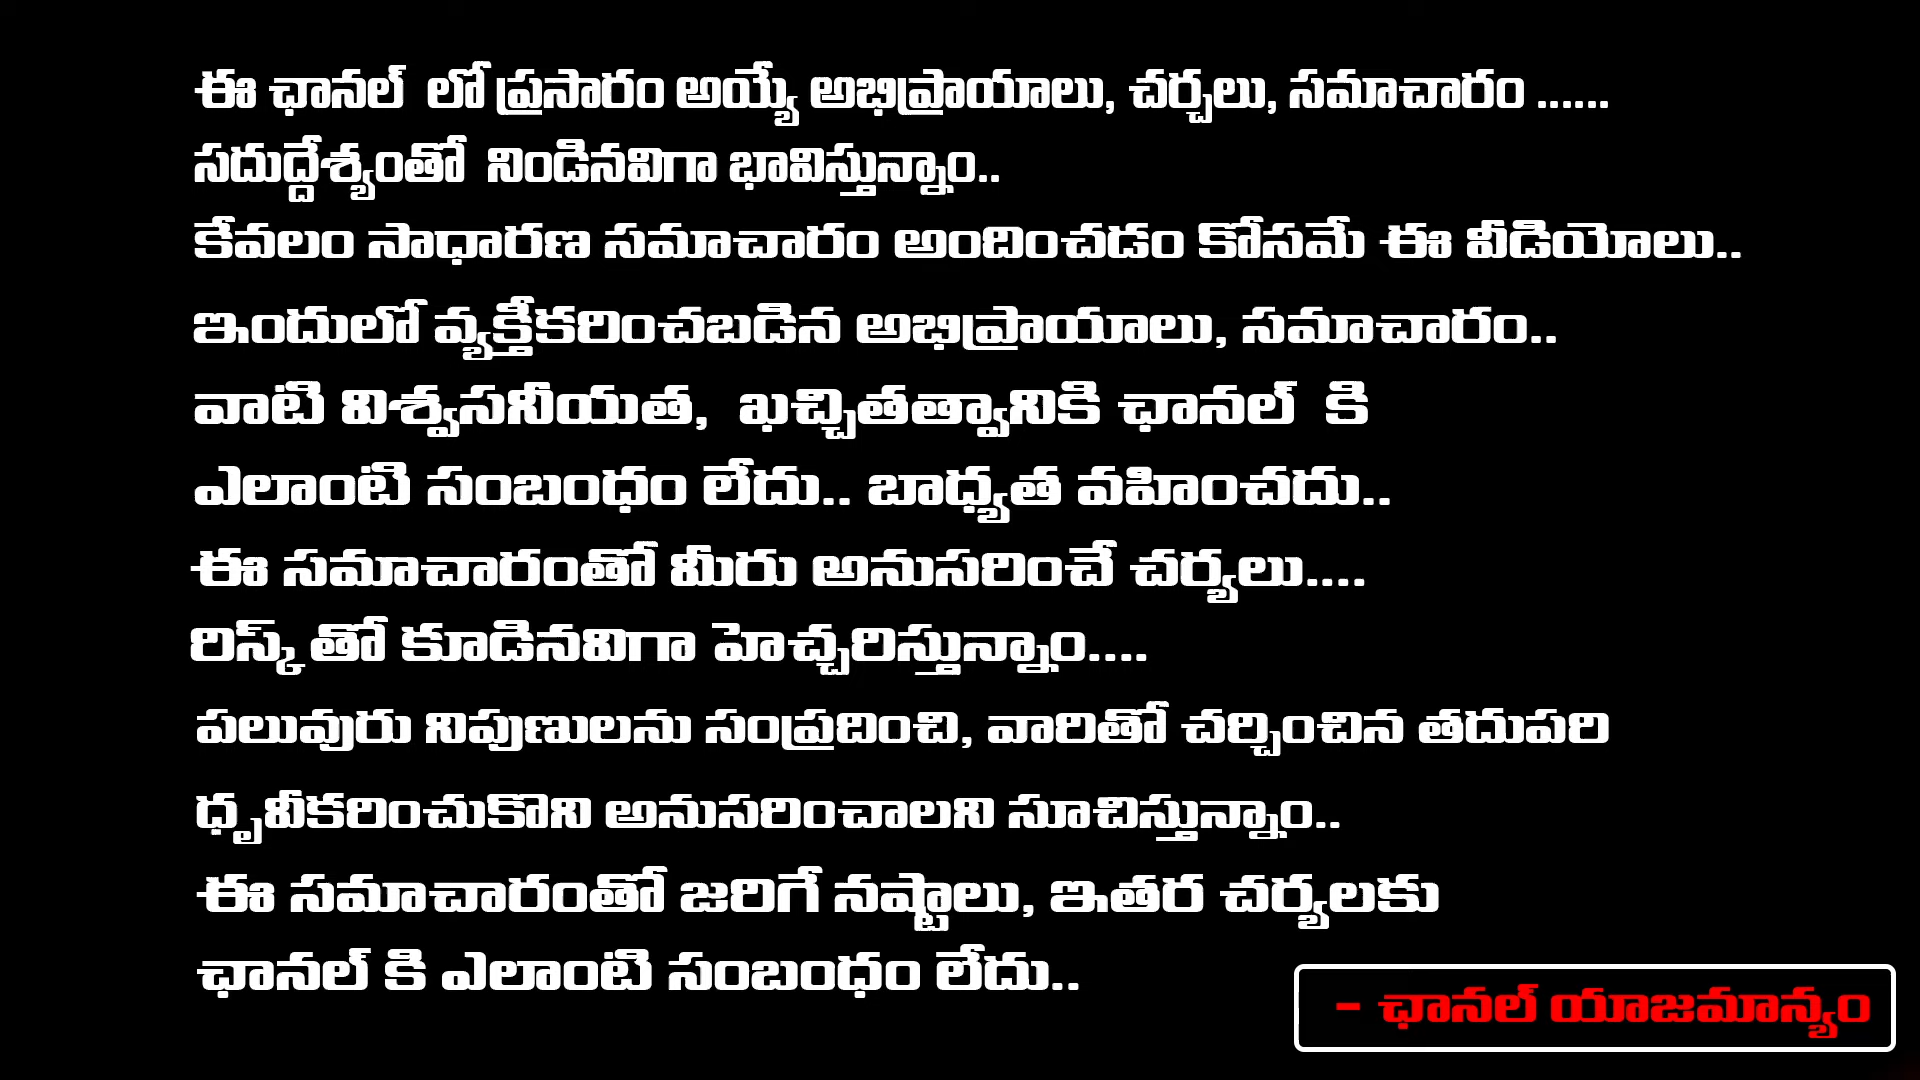 ఈ ఛానల్ లో ప్రసారం అయ్యే అభిప్రాయాలు, చర్చలు, సమాచారం ......
సదుద్దేశ్యంతో నిండినవిగా భావిస్తున్నాం..
కేవలం సాధారణ సమాచారం అందించడం కోసమే ఈ వీడియోలు..
ఇందులో వ్యక్తీకరించబడిన అభిప్రాయాలు, సమాచారం..
వాటి విశ్వసనీయత, ఖచ్చితత్వానికి ఛానల్ కి
ఎలాంటి సంబంధం లేదు.. బాధ్యత వహించదు..
ఈ సమాచారంతో మీరు అనుసరించే చర్యలు....
రిస్క్ తో కూడినవిగా హెచ్చరిస్తున్నాం....
పలువురు నిపుణులను సంప్రదించి, వారితో చర్చించిన తదుపరి
ధృవీకరించుకొని అనుసరించాలని సూచిస్తున్నాం..
ఈ సమాచారంతో జరిగే నష్టాలు, ఇతర చర్యలకు
ఛానల్ కి ఎలాంటి సంబంధం లేదు..
- ఛానల్ యాజమాన్యం